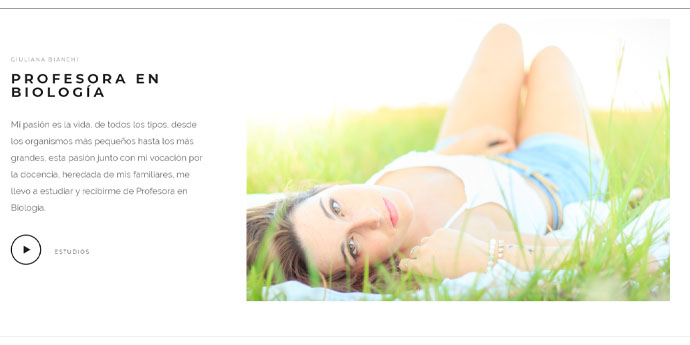 GIULIANA BIANCHI
PROFESORA EN
BIOLOGÍA
Mi pasión es la vida, de todos los tipos, desde
los organismos más pequeños hasta los más
grandes, esta pasión junto con mi vocación por
la docencia, heredada de mis familiares, me
llevo a estudiar y recibirme de Profesora en
Biología.
ESTUDIOS